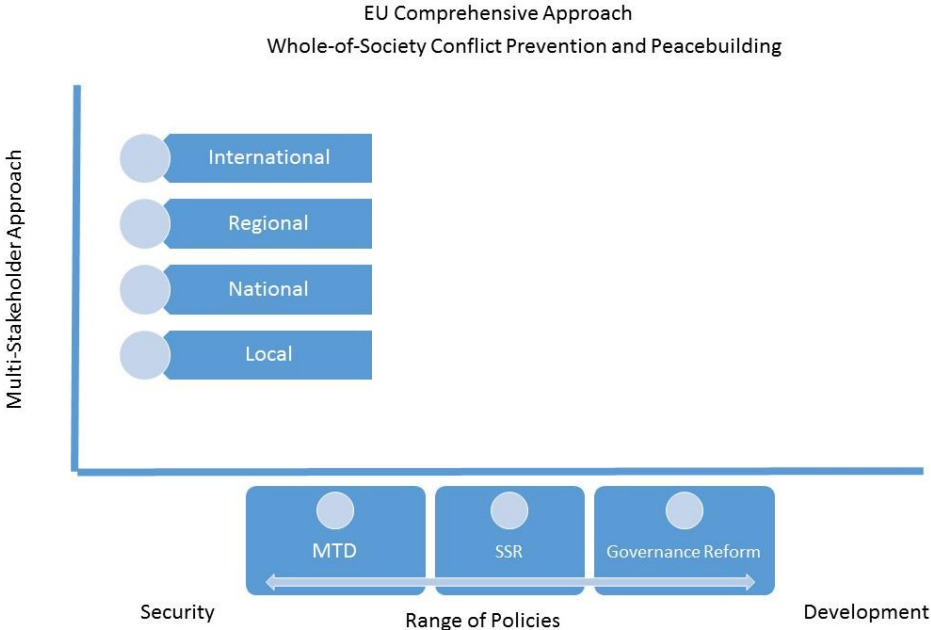 EU Comprehensive Approach
Whole-of-Society Conflict Prevention and Peacebuilding
Multi-Stakeholder Approach
International
Regional
National
Local
MTD
SSR
Governance Reform
Security
Range of Policies
Development